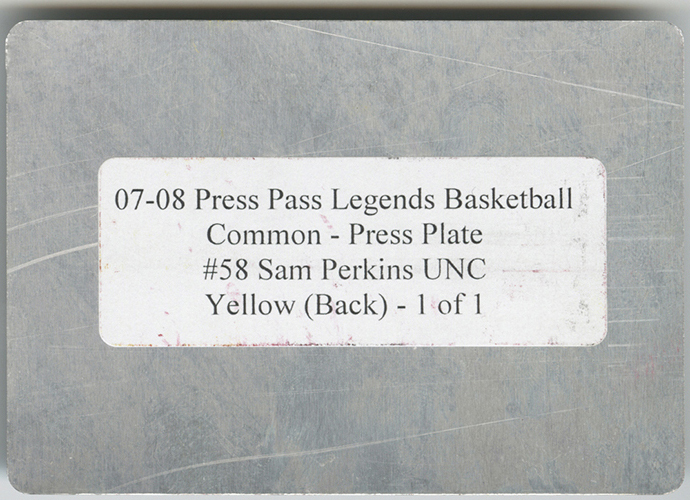 07-08 Press Pass Legends Basketball
Common - Press Plate
#58 Sam Perkins UNC
Yellow (Back) - 1 of 1